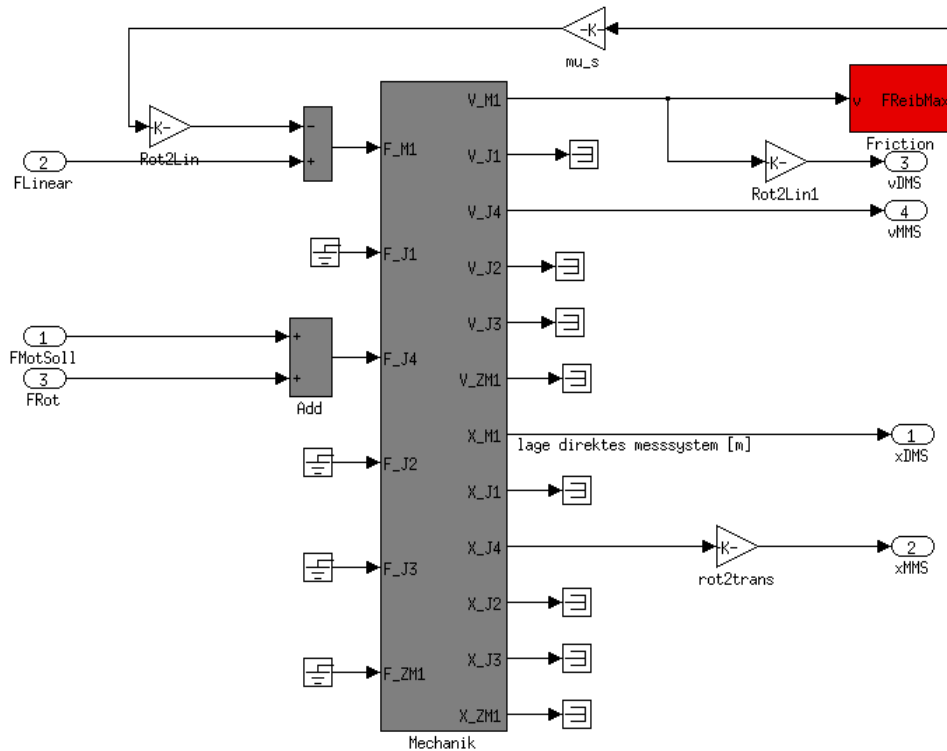 -K-
mu_s
V_M1
v
FReibMax
Friction
-K-
Rot2Lin
-
+
F_M1
2
FLinear
V_J1
K-
Rot2Lin1
3
vDMS
V_J4
4
vMMS
F_J1
V_J2
V_J3
1
FMotSoll
+
+
Add
F_J4
3
FRot
V_ZM1
X_M1
lage direktes messsystem [m]
1
xDMS
F_J2
X_J1
X_J4
K-
rot2trans
2
xMMS
F_J3
X_J2
X_J3
F_ZM1
X_ZM1
Mechanik